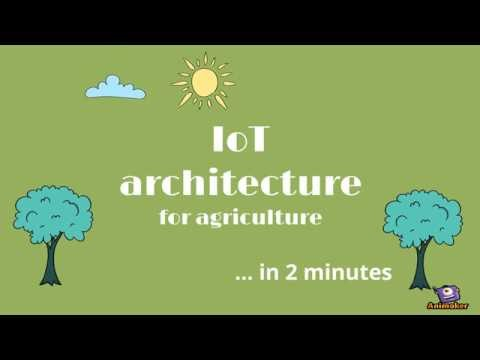 IoT
architecture
for agriculture
... in 2 minutes
Animaker